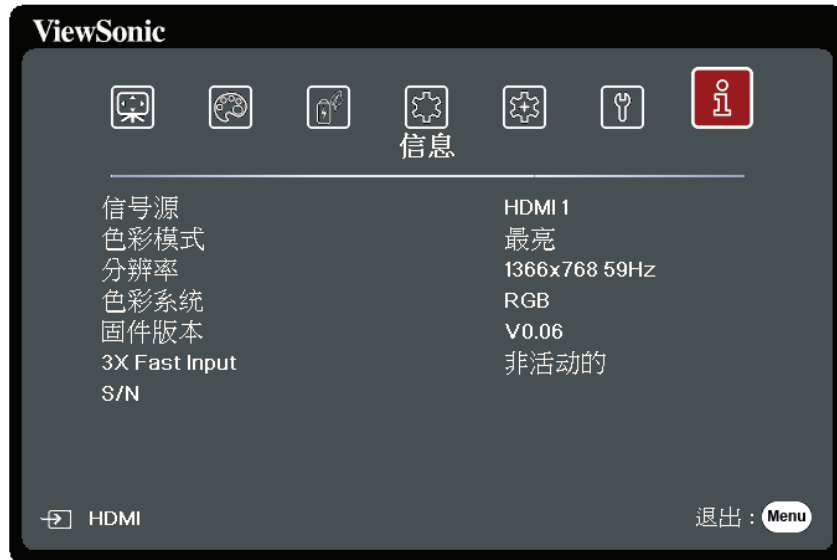 ViewSonic
信息
信号源 HDMI 1
色彩模式 最亮
分辨率 1366x768 59Hz
色彩系统 RGB
固件版本 V0.06
3X Fast Input 非活动的
S/N
HDMI 退出：Menu